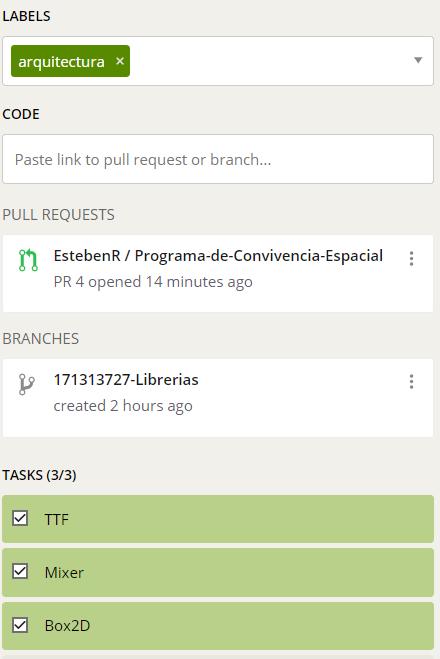 LABELS
arquitectura ×
CODE
Paste link to pull request or branch...
PULL REQUESTS
EstebenR / Programa-de-Convivencia-Espacial
PR 4 opened 14 minutes ago
BRANCHES
171313727-Librerias
created 2 hours ago
TASKS (3/3)
TTF
Mixer
Box2D